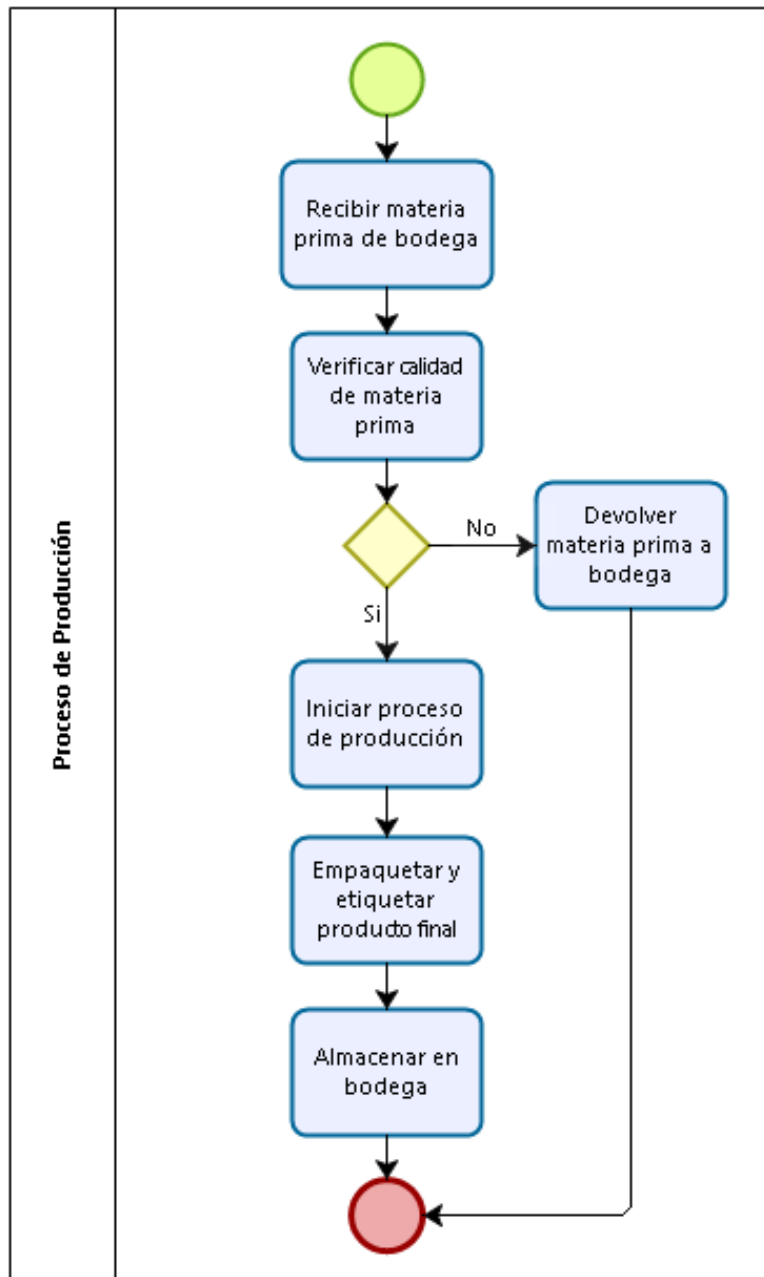 Proceso de Producción
Recibir materia
prima de bodega
Verificar calidad
de materia
prima
No
Devolver
materia prima a
bodega
Si
Iniciar proceso
de producción
Empaquetar y
etiquetar
producto final
Almacenar en
bodega